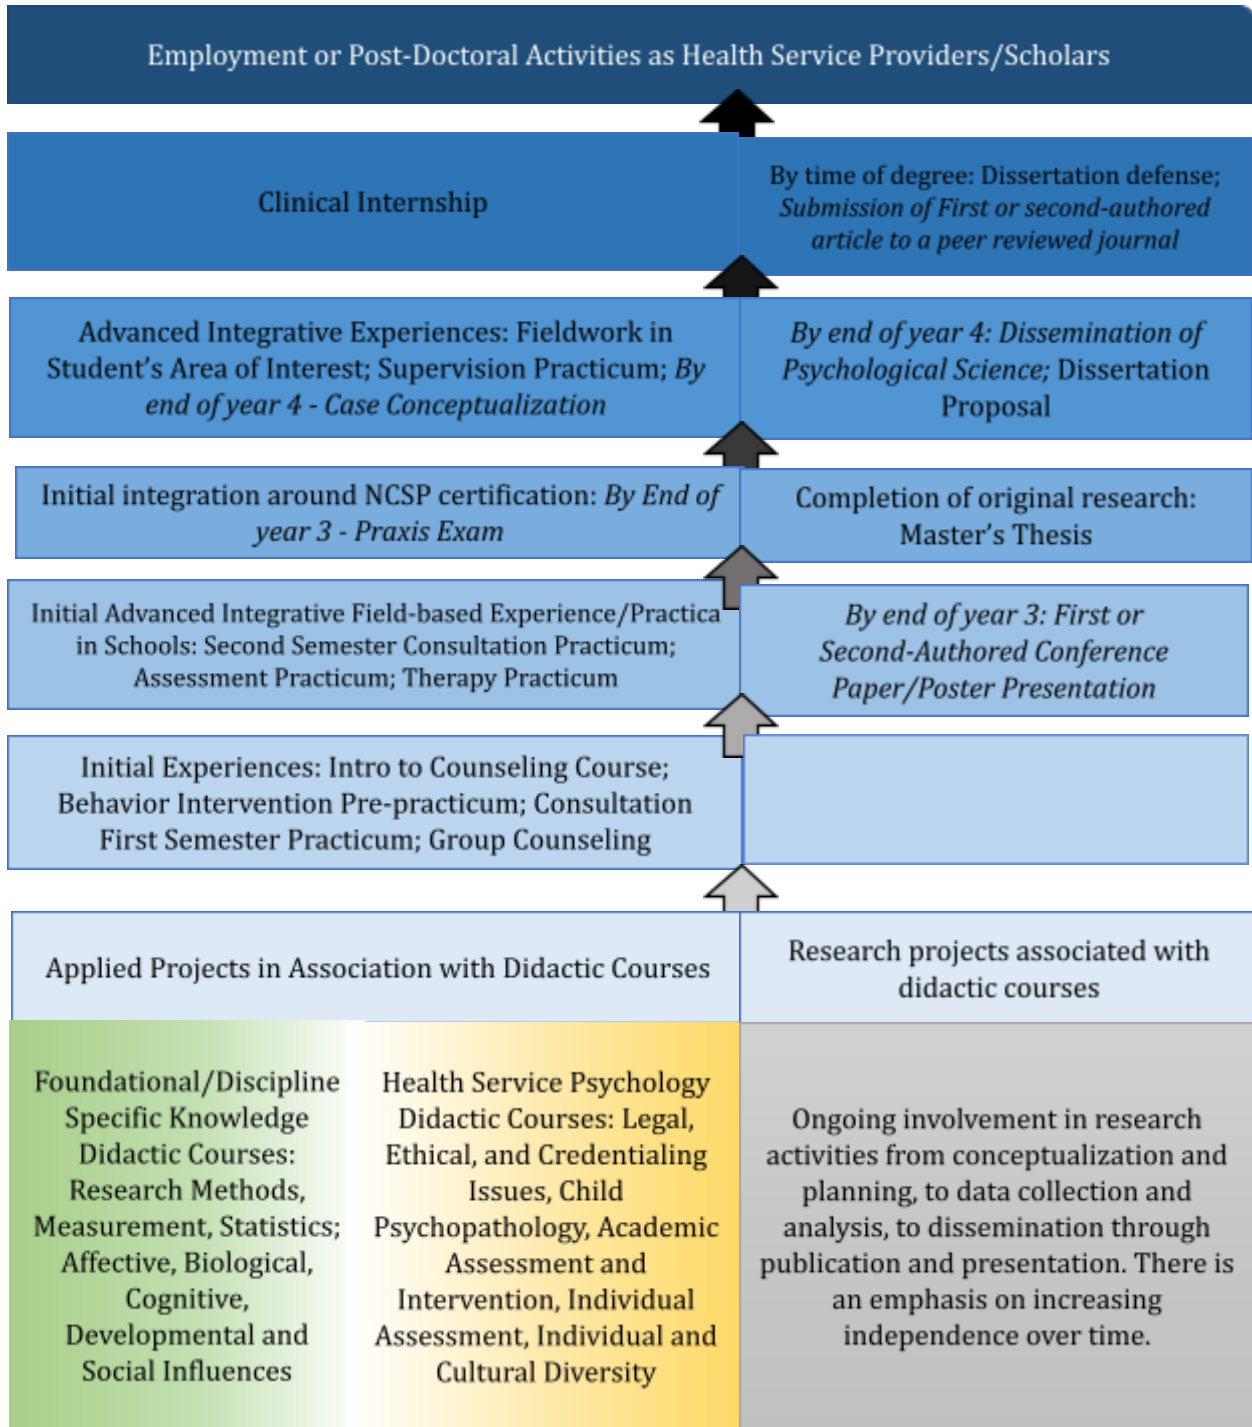 Employment or Post-Doctoral Activities as Health Service Providers/Scholars
Clinical Internship
By time of degree: Dissertation defense;
Submission of First or second-authored
article to a peer reviewed journal
Advanced Integrative Experiences: Fieldwork in
Student's Area of Interest; Supervision Practicum; By
end of year 4 - Case Conceptualization
By end of year 4: Dissemination of
Psychological Science; Dissertation
Proposal
Initial integration around NCSP certification: By End of
year 3 - Praxis Exam
Completion of original research:
Master's Thesis
Initial Advanced Integrative Field-based Experience/Practica
in Schools: Second Semester Consultation Practicum;
Assessment Practicum; Therapy Practicum
By end of year 3: First or
Second-Authored Conference
Paper/Poster Presentation
Initial Experiences: Intro to Counseling Course;
Behavior Intervention Pre-practicum; Consultation
First Semester Practicum; Group Counseling
Applied Projects in Association with Didactic Courses
Research projects associated with
didactic courses
Foundational/Discipline
Specific Knowledge
Didactic Courses:
Research Methods,
Measurement, Statistics;
Affective, Biological,
Cognitive,
Developmental and
Social Influences
Health Service Psychology
Didactic Courses: Legal,
Ethical, and Credentialing
Issues, Child
Psychopathology, Academic
Assessment and
Intervention, Individual
Assessment, Individual and
Cultural Diversity
Ongoing involvement in research
activities from conceptualization and
planning, to data collection and
analysis, to dissemination through
publication and presentation. There is
an emphasis on increasing
independence over time.